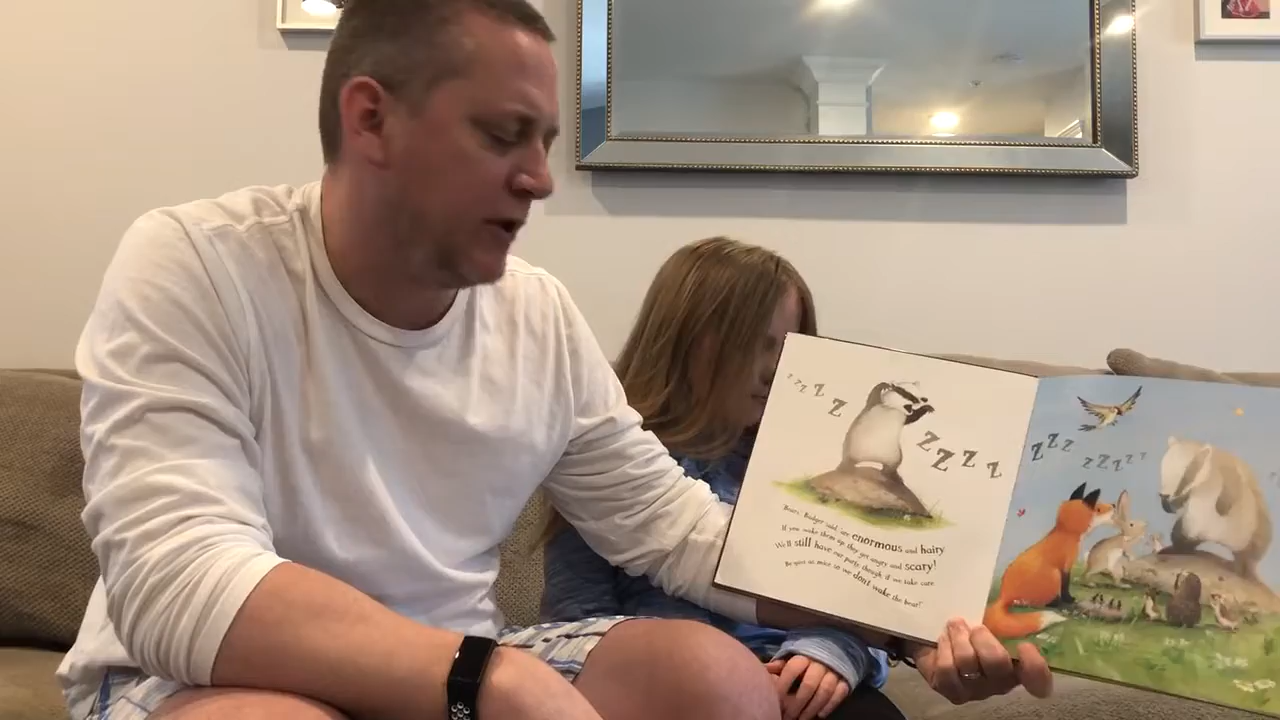 z z z Z Z
Z Z Z Z
"Bears," Badger said, "are enormous and hairy
If you wake them up, they get angry and scary!
We'll still have our party, though, if we take care.
Be quiet as mice so we don't wake the bear!"
Z Z z
z z z z z